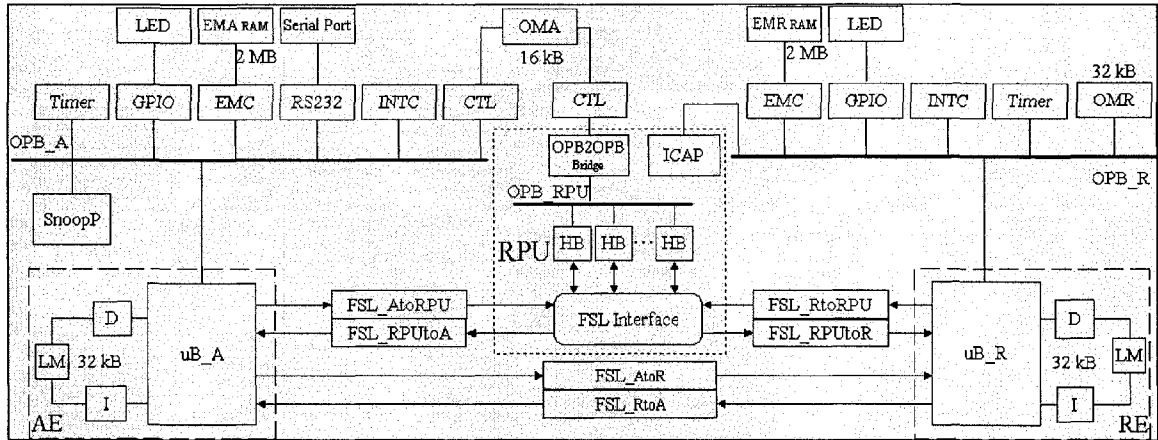 LED EMA RAM Serial Port OMA EMR RAM LED
2 MB 16 kB 2 MB 32 kB
Timer GPIO EMC RS232 INTC CTL CTL EMC GPIO INTC Timer OMR
OPB_A OPB2OPB ICAP
Bridge
OPB_RPU OPB_R
SnoopP
RPU HB HB HB
FSL_AtoRPU FSL Interface FSL_RtoRPU
D FSL_RPUtoA FSL_RPUtoR D
LM 32 kB uB_A uB_R 32 kB LM
FSL_AtoR
I FSL_RtoA I
AE RE